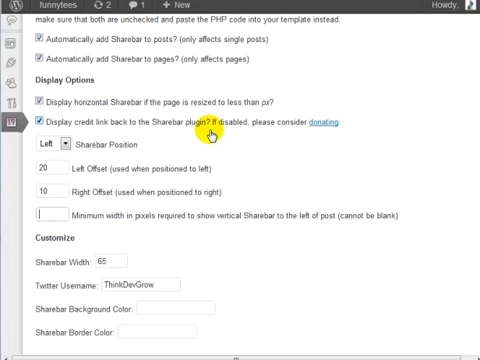 funnytees 2 1 + New Howdy,
make sure that both are unchecked and paste the PHP code into your template instead.
Automatically add Sharebar to posts? (only affects single posts)
Automatically add Sharebar to pages? (only affects pages)
Display Options
Display horizontal Sharebar if the page is resized to less than px?
Display credit link back to the Sharebar plugin? If disabled, please consider donating.
Left Sharebar Position
20 Left Offset (used when positioned to left)
10 Right Offset (used when positioned to right)
Minimum width in pixels required to show vertical Sharebar to the left of post (cannot be blank)
Customize
Sharebar Width: 65
Twitter Username: ThinkDevGrow
Sharebar Background Color:
Sharebar Border Color: